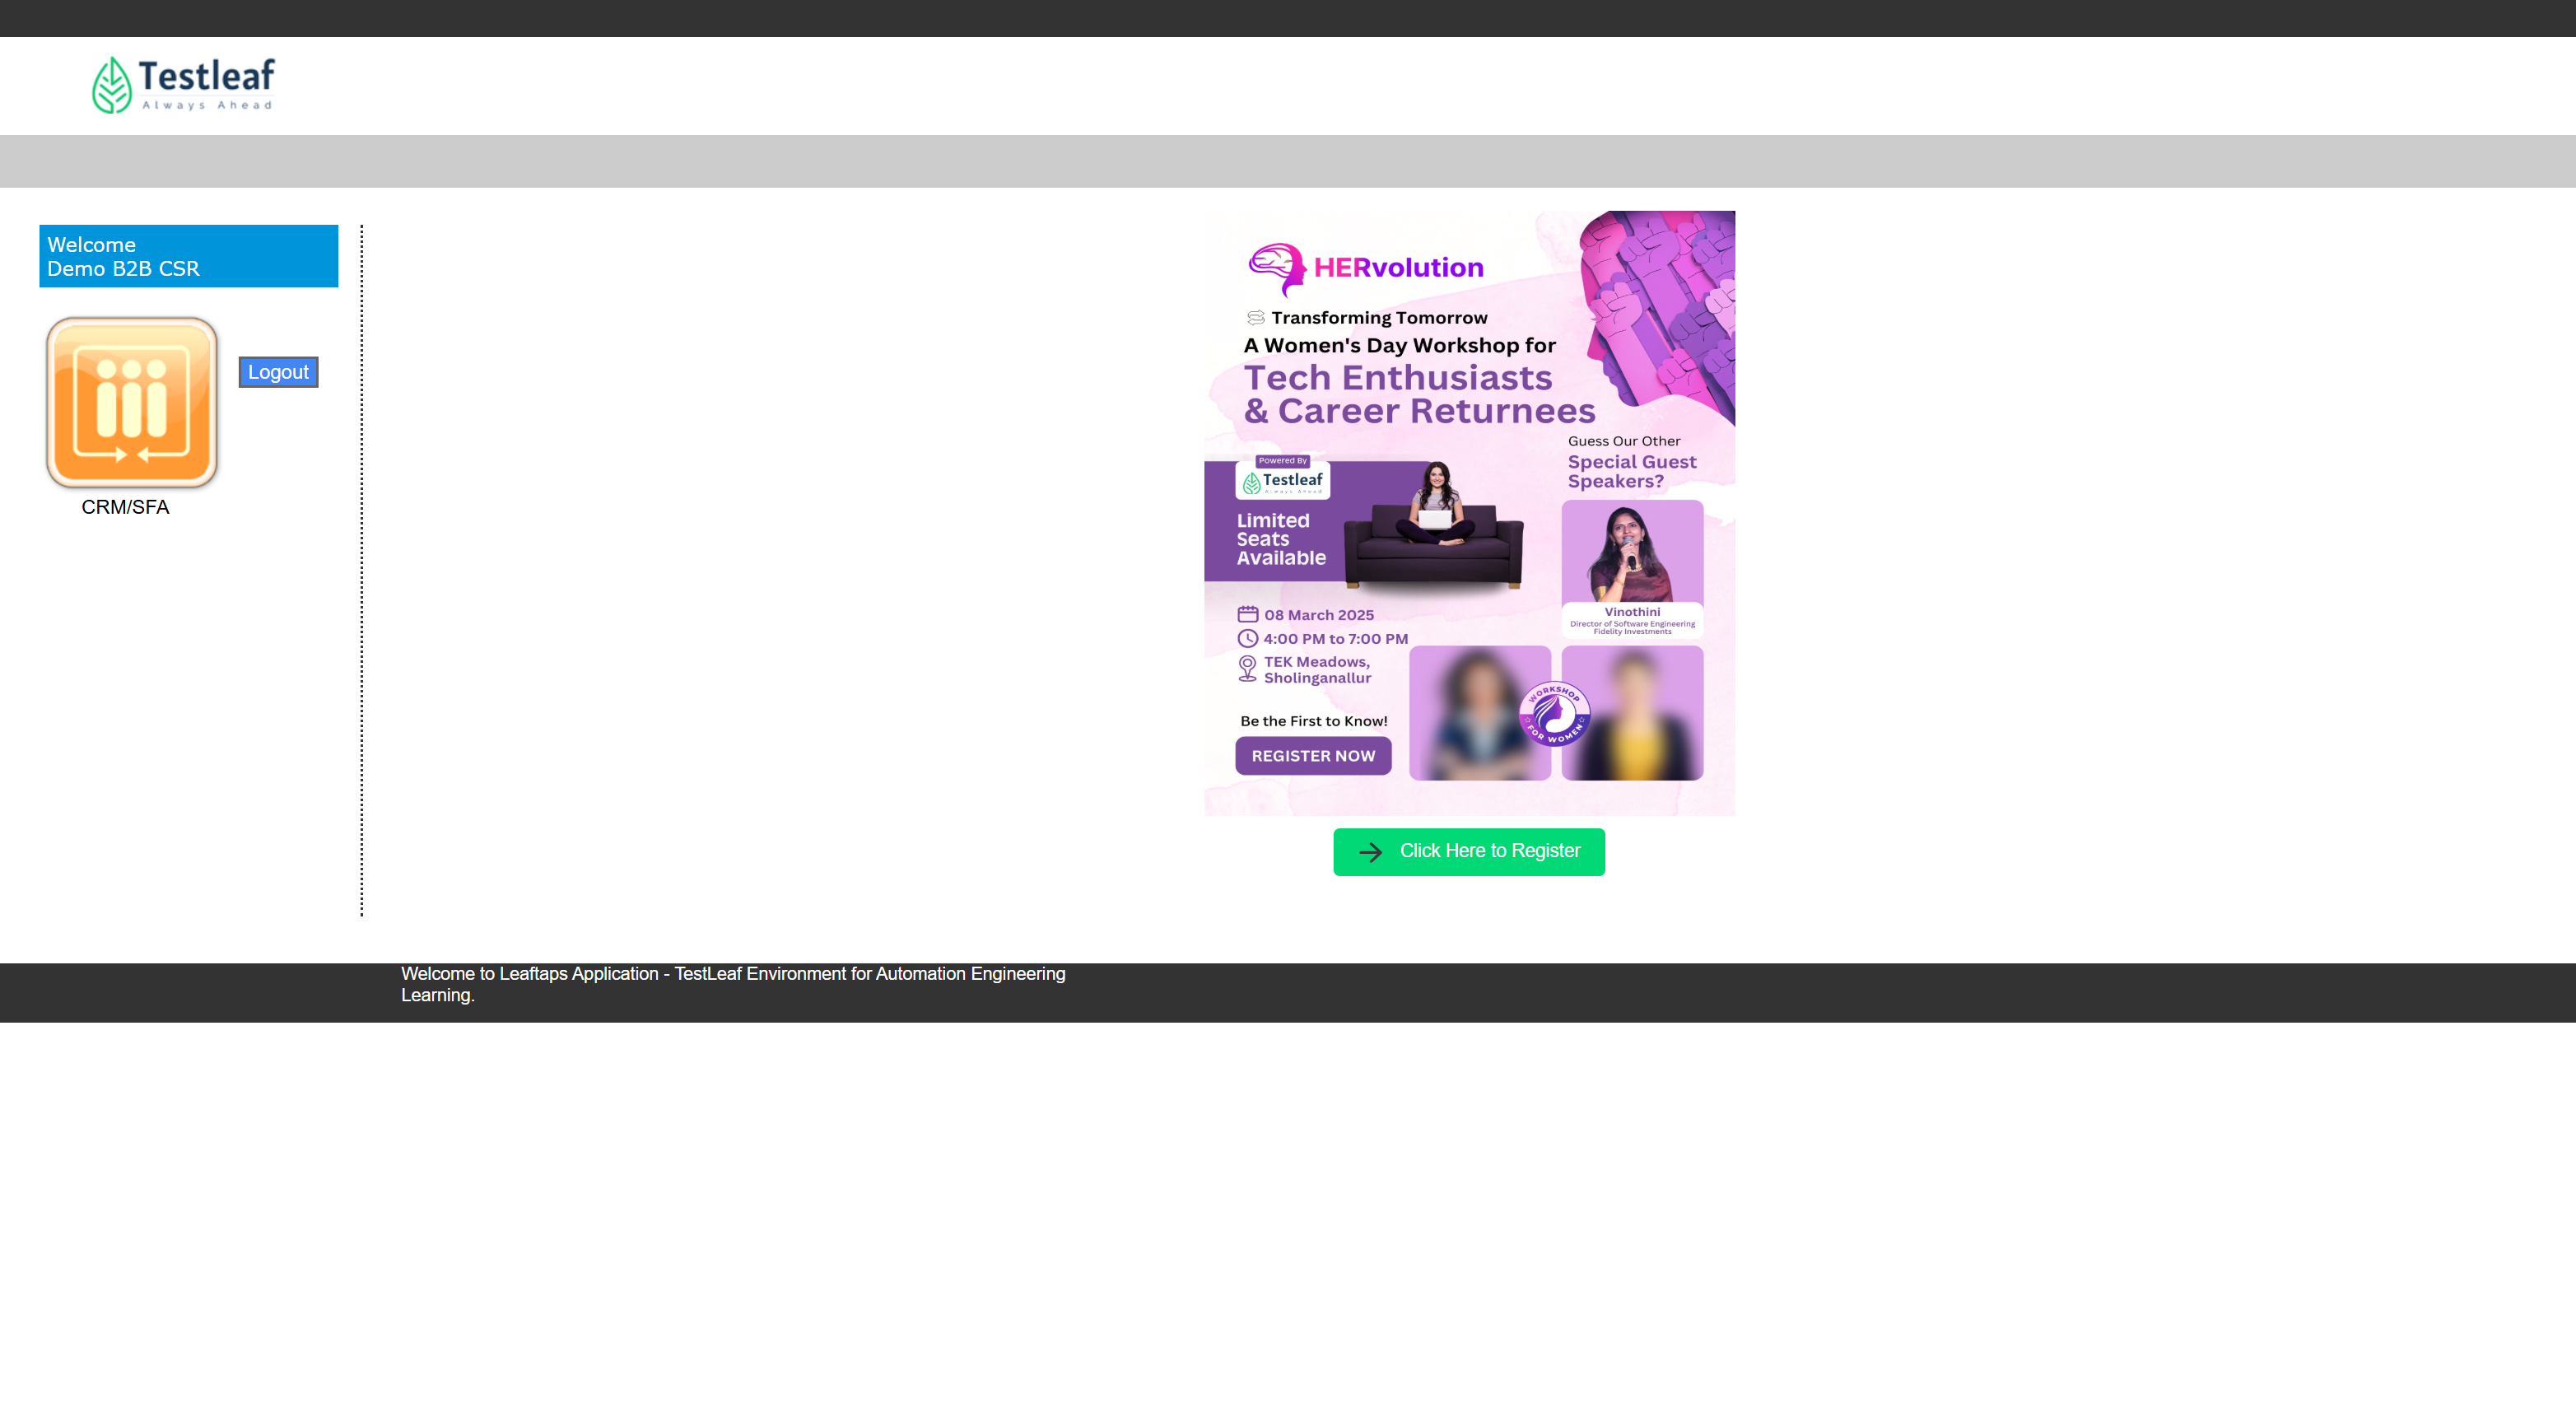 Testleaf
Always Ahead
Welcome
Demo B2B CSR
Logout
CRM/SFA
HERvolution
Transforming Tomorrow
A Women's Day Workshop for
Tech Enthusiasts
& Career Returnees
Guess Our Other
Special Guest
Speakers?
Powered By
Testleaf
Always Ahead
Limited
Seats
Available
Vinothini
Director of Software Engineering
Fidelity Investments
08 March 2025
4:00 PM to 7:00 PM
TEK Meadows,
Sholinganallur
WORKSHOP
FOR WOMEN
Be the First to Know!
REGISTER NOW
Click Here to Register
Welcome to Leaftaps Application - TestLeaf Environment for Automation Engineering
Learning.